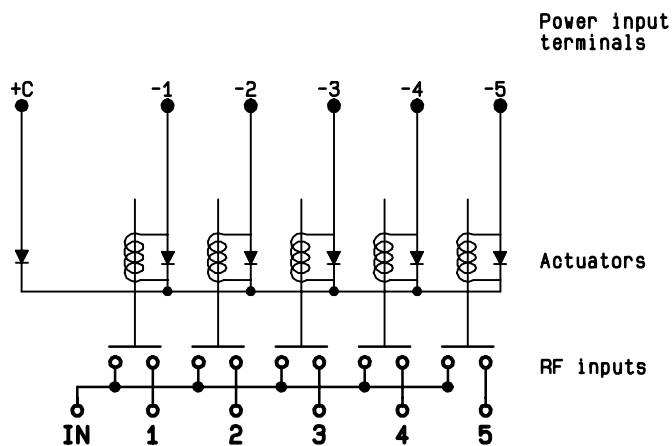 Power input
terminals
+C -1 -2 -3 -4 -5
Actuators
RF inputs
IN 1 2 3 4 5